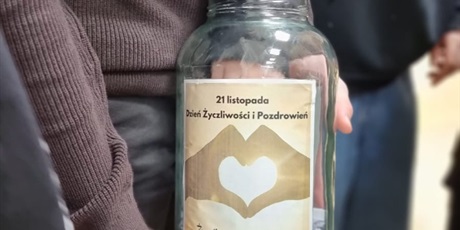 21 listopada
Dzień Życzliwości i Pozdrowień